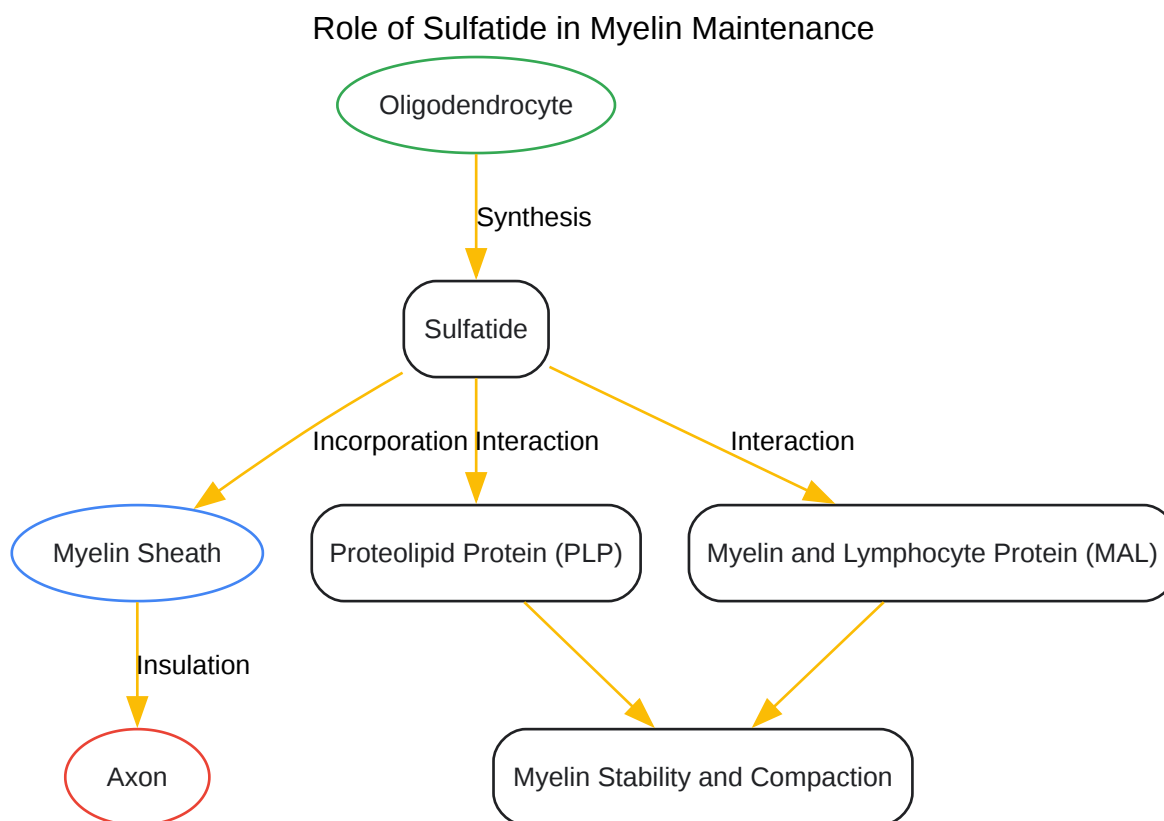 Role of Sulfatide in Myelin Maintenance
Oligodendrocyte
Synthesis
Sulfatide
Incorporation
Interaction
Interaction
Myelin Sheath
Proteolipid Protein (PLP)
Myelin and Lymphocyte Protein (MAL)
Insulation
Axon
Myelin Stability and Compaction